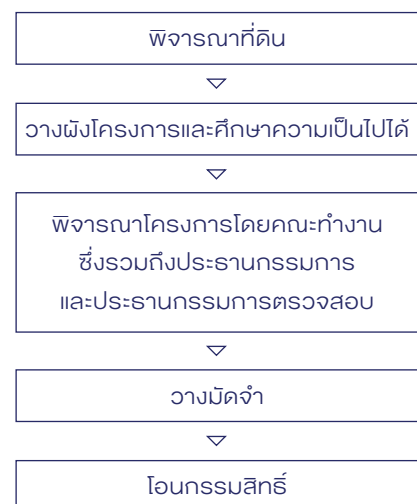 พิจารณาที่ดิน
วางผังโครงการและศึกษาความเป็นไปได้
พิจารณาโครงการโดยคณะทำงาน
ซึ่งรวมถึงประธานกรรมการ
และประธานกรรมการตรวจสอบ
วางมัดจำ
โอนกรรมสิทธิ์